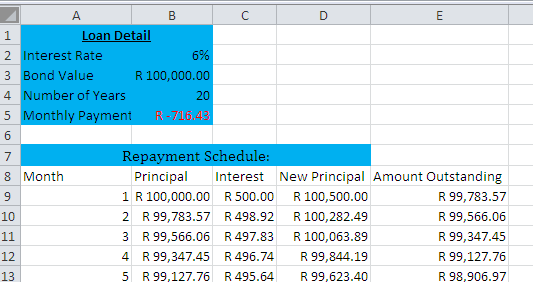 A B C D E
1 Loan Detail
2 Interest Rate 6%
3 Bond Value R 100,000.00
4 Number of Years 20
5 Monthly Payment R -716.43
6
7 Repayment Schedule:
8 Month Principal Interest New Principal Amount Outstanding
9 1 R 100,000.00 R 500.00 R 100,500.00 R 99,783.57
10 2 R 99,783.57 R 498.92 R 100,282.49 R 99,566.06
11 3 R 99,566.06 R 497.83 R 100,063.89 R 99,347.45
12 4 R 99,347.45 R 496.74 R 99,844.19 R 99,127.76
13 5 R 99,127.76 R 495.64 R 99,623.40 R 98,906.97